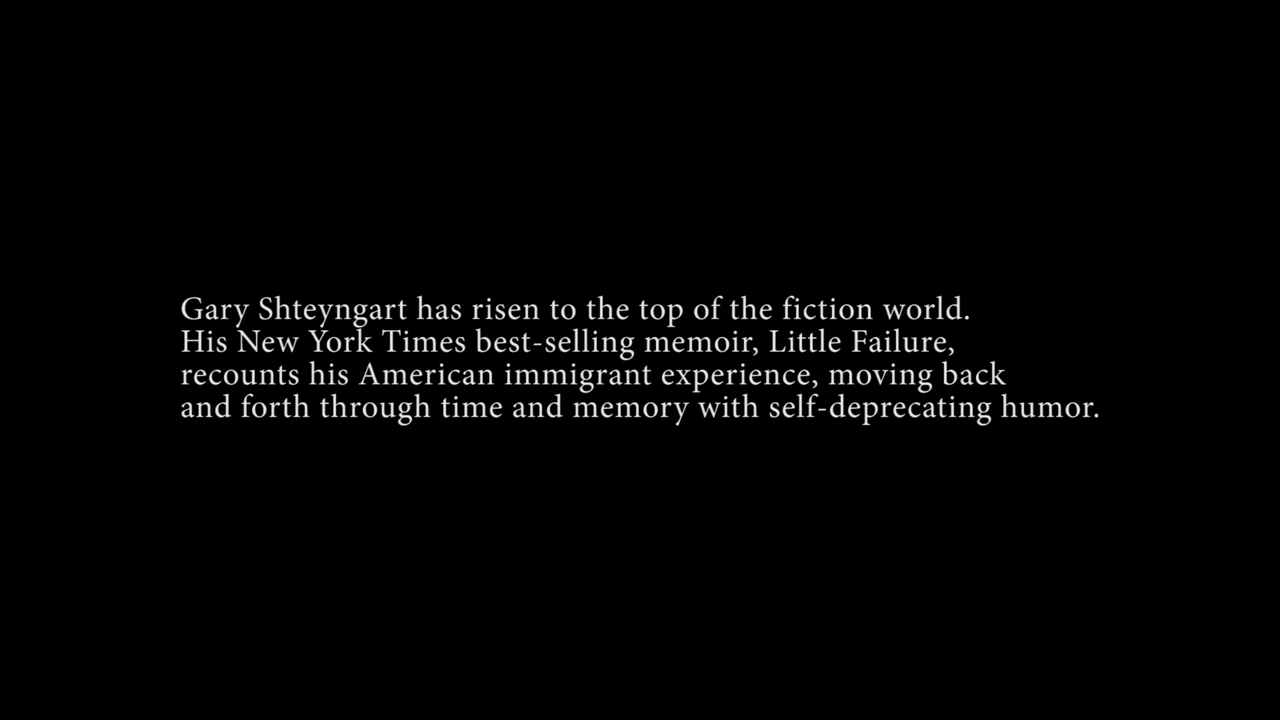 Gary Shteyngart has risen to the top of the fiction world.
His New York Times best-selling memoir, Little Failure,
recounts his American immigrant experience, moving back
and forth through time and memory with self-deprecating humor.